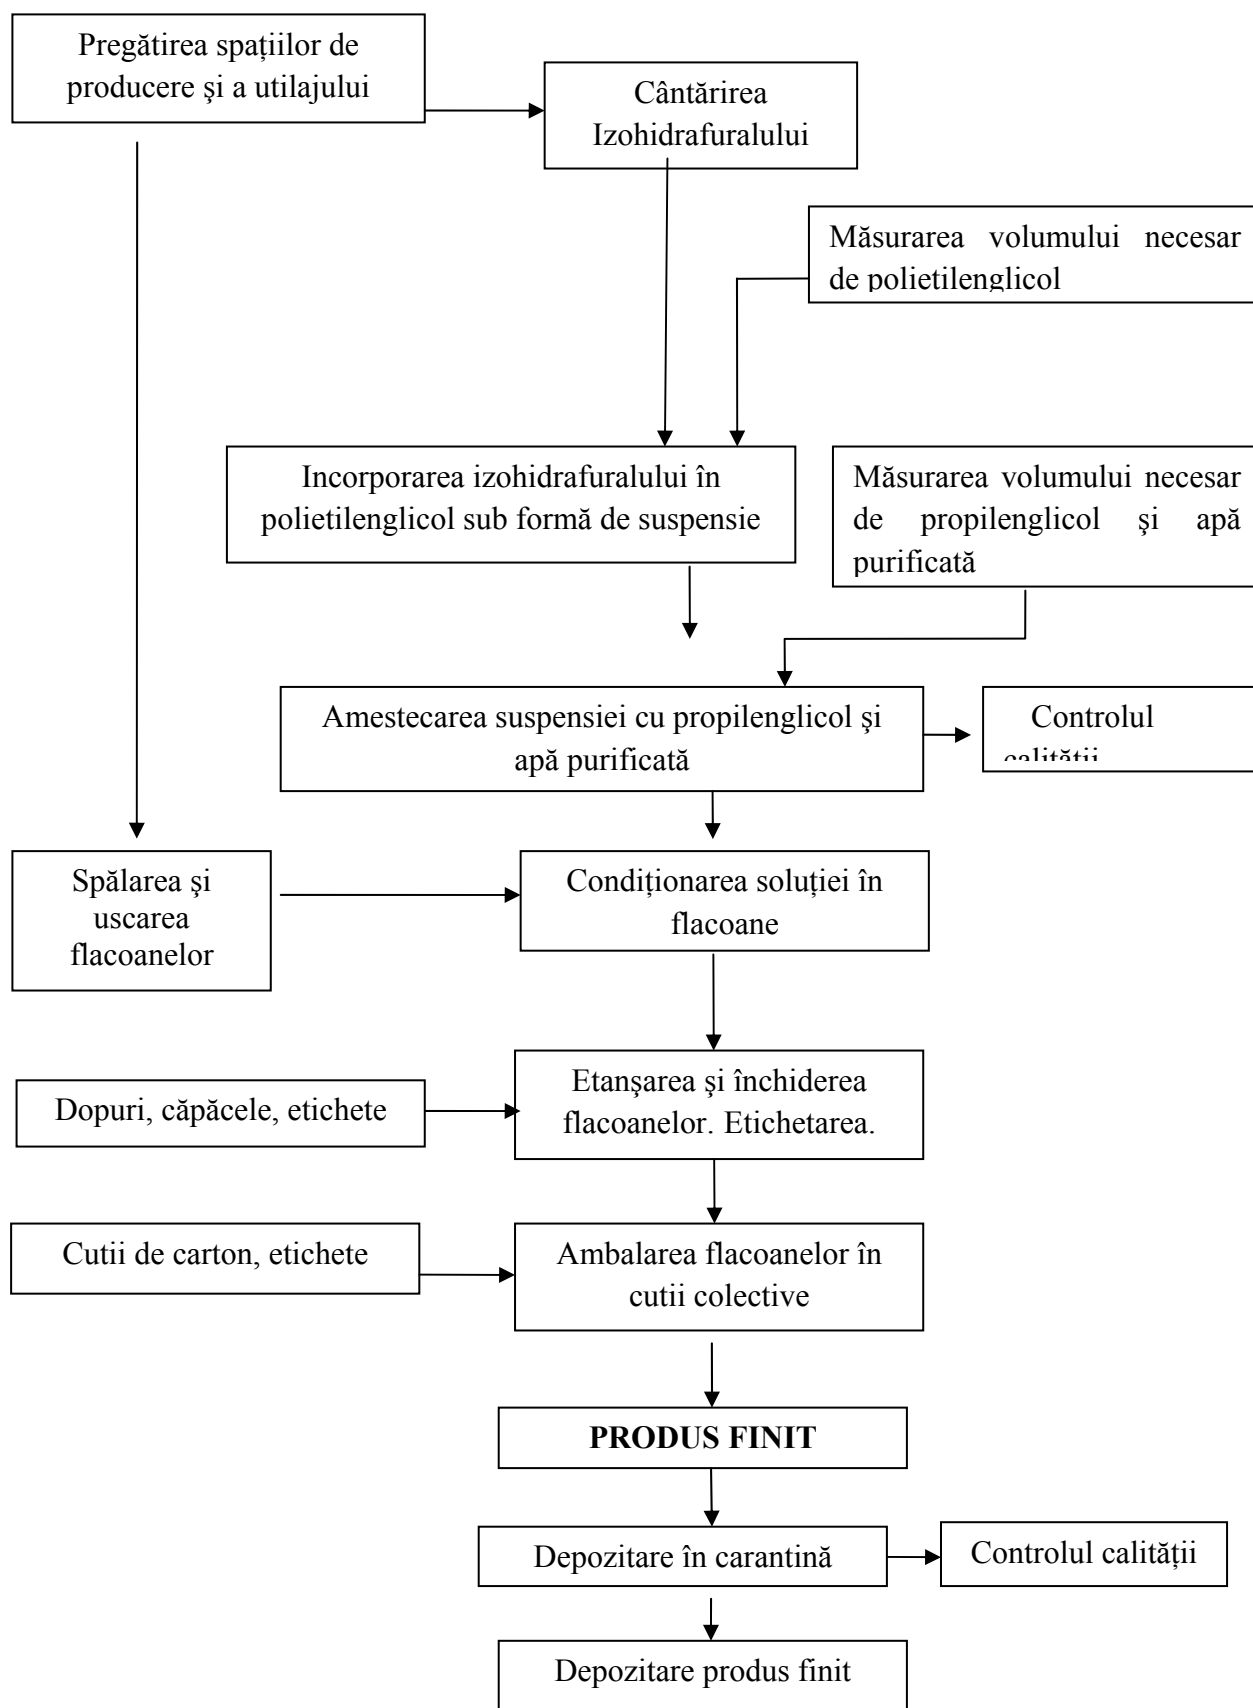 Pregătirea spațiilor de
producere şi a utilajului
Cântărirea
Izohidrafuralului
Măsurarea volumului necesar
de polietilenglicol
Incorporarea izohidrafuralului în
polietilenglicol sub formă de suspensie
Măsurarea volumului necesar
de propilenglicol şi apă
purificată
Amestecarea suspensiei cu propilenglicol şi
apă purificată
Controlul
calității
Spălarea şi
uscarea
flacoanelor
Condiționarea soluției în
flacoane
Dopuri, căpăcele, etichete
Etanşarea şi închiderea
flacoanelor. Etichetarea.
Cutii de carton, etichete
Ambalarea flacoanelor în
cutii colective
PRODUS FINIT
Depozitare în carantină
Controlul calității
Depozitare produs finit